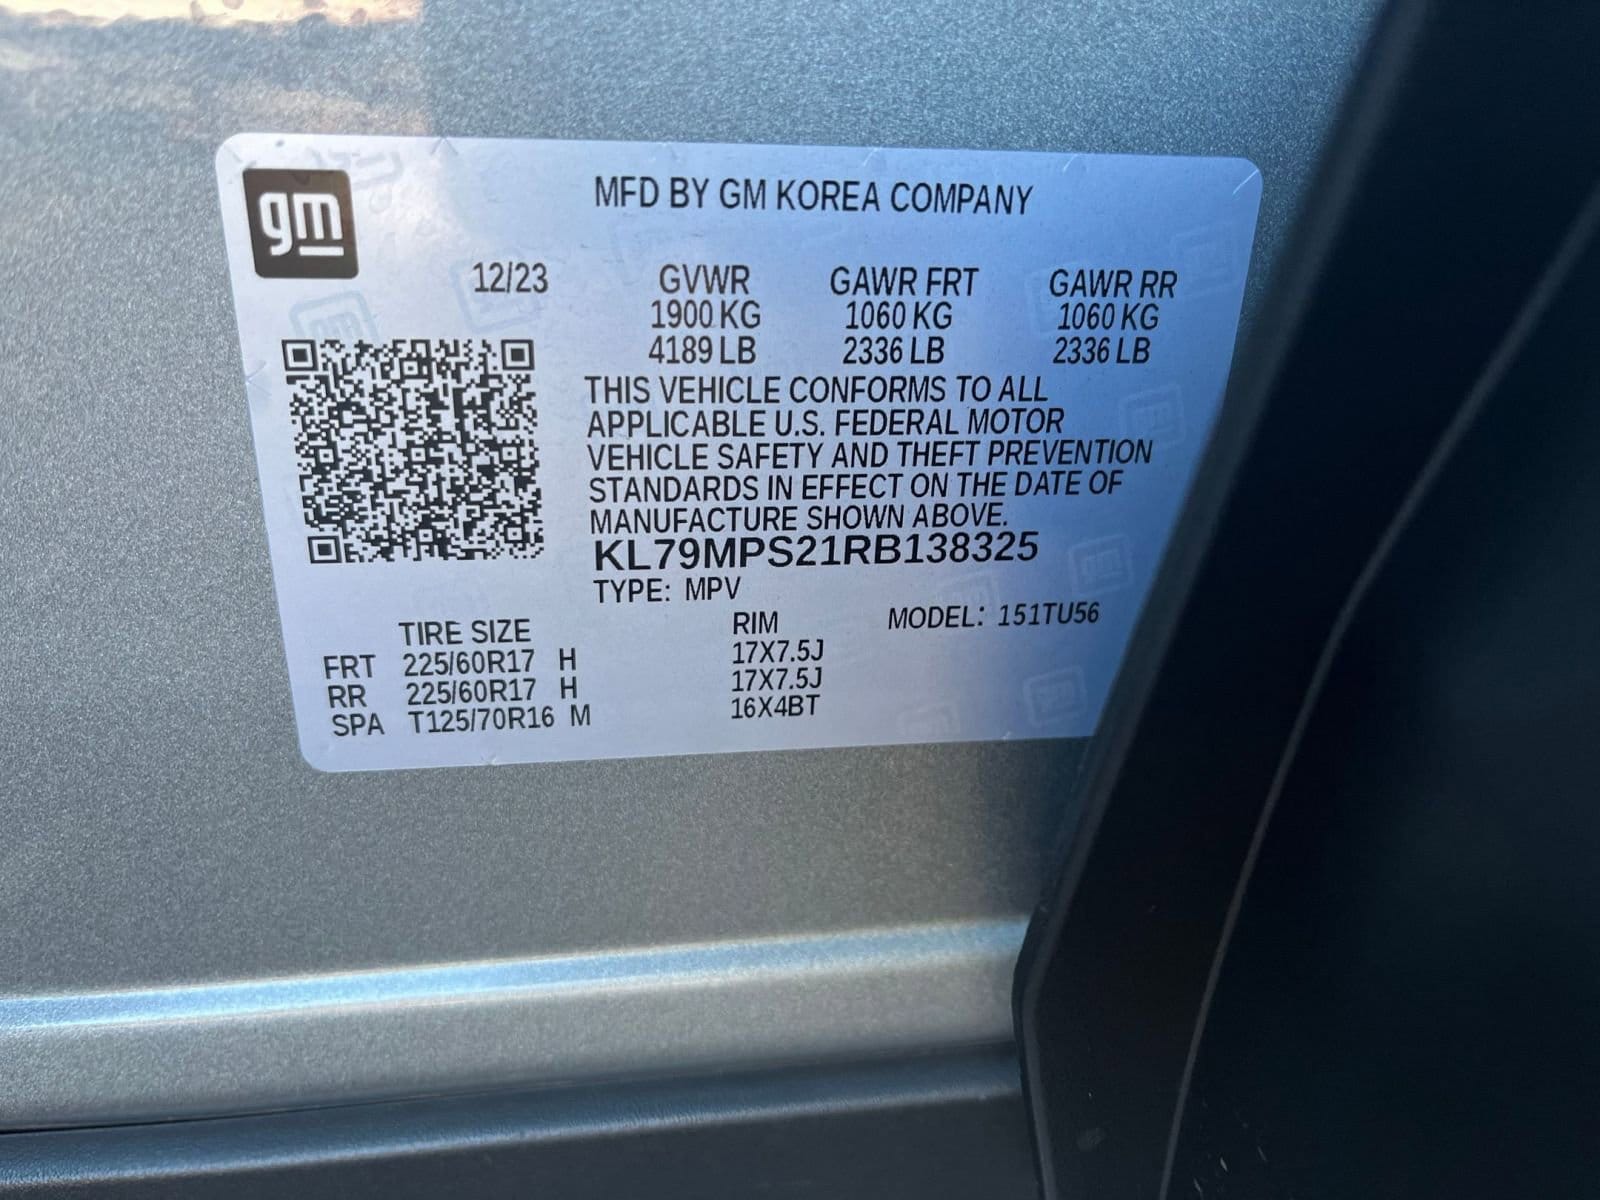 gm
MFD BY GM KOREA COMPANY
12/23 GVWR GAWR FRT GAWR RR
1900 KG 1060 KG 1060 KG
4189 LB 2336 LB 2336 LB
THIS VEHICLE CONFORMS TO ALL
APPLICABLE U.S. FEDERAL MOTOR
VEHICLE SAFETY AND THEFT PREVENTION
STANDARDS IN EFFECT ON THE DATE OF
MANUFACTURE SHOWN ABOVE.
KL79MPS21RB138325
TYPE: MPV
TIRE SIZE RIM MODEL: 151TU56
FRT 225/60R17 H 17X7.5J
RR 225/60R17 H 17X7.5J
SPA T125/70R16 M 16X4BT